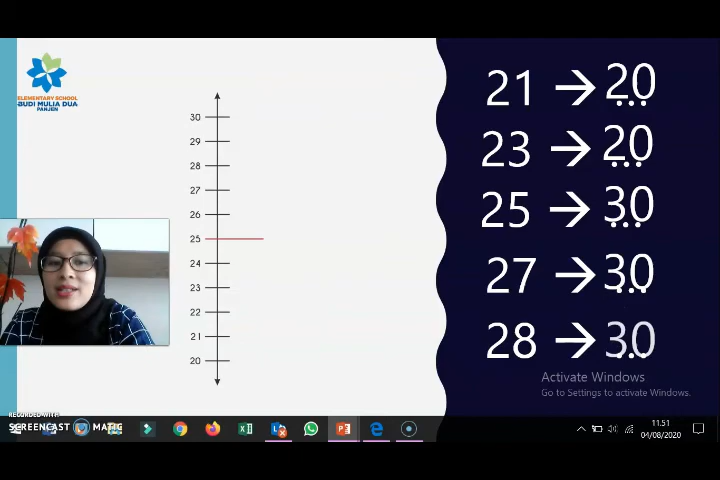 ELEMENTARY SCHOOL
BUDI MULIA DUA
PANJEN
30
29
28
27
26
25
24
23
22
21
20
21 → 20
...
23 → 20
...
25 → 30
...
27 → 30
...
28 → 30
...
Activate Windows
Go to Settings to activate Windows.
RECORDED WITH
SCREENCAST MATIC
11.51
04/08/2020